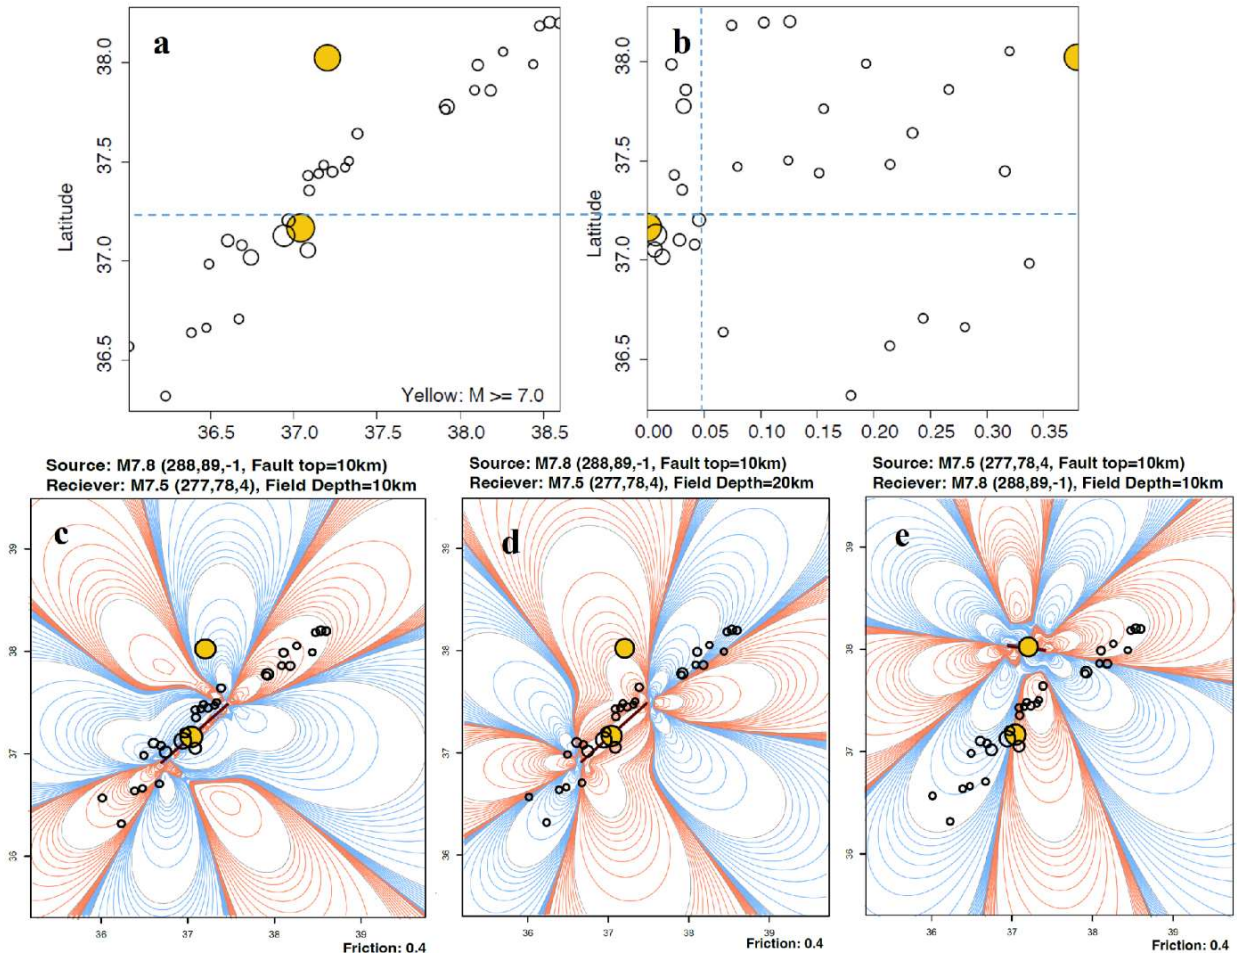 a
b
38.0
37.5
37.0
36.5
Latitude
38.0
37.5
37.0
36.5
Latitude
Yellow: M >= 7.0
36.5 37.0 37.5 38.0 38.5
0.00 0.05 0.10 0.15 0.20 0.25 0.30 0.35
Source: M7.8 (288,89,-1, Fault top=10km)
Reciever: M7.5 (277,78,4), Field Depth=10km
Source: M7.8 (288,89,-1, Fault top=10km)
Reciever: M7.5 (277,78,4), Field Depth=20km
Source: M7.5 (277,78,4, Fault top=10km)
Reciever: M7.8 (288,89,-1), Field Depth=10km
c
39
38
37
36
36 37 38 39
Friction: 0.4
d
39
38
37
36
36 37 38 39
Friction: 0.4
e
39
38
37
36
36 37 38 39
Friction: 0.4